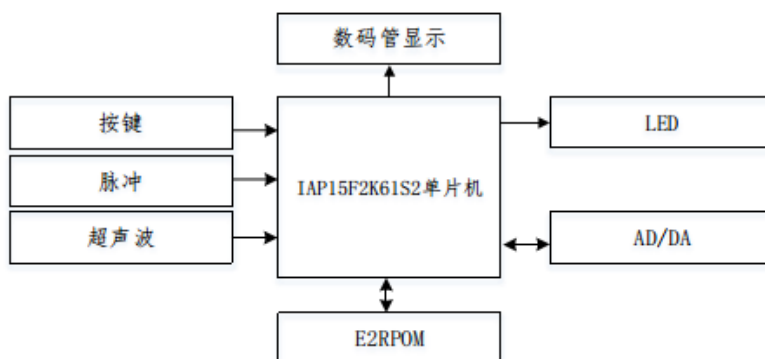 数码管显示
按键
LED
脉冲
IAP15F2K61S2单片机
超声波
AD/DA
E2RPOM